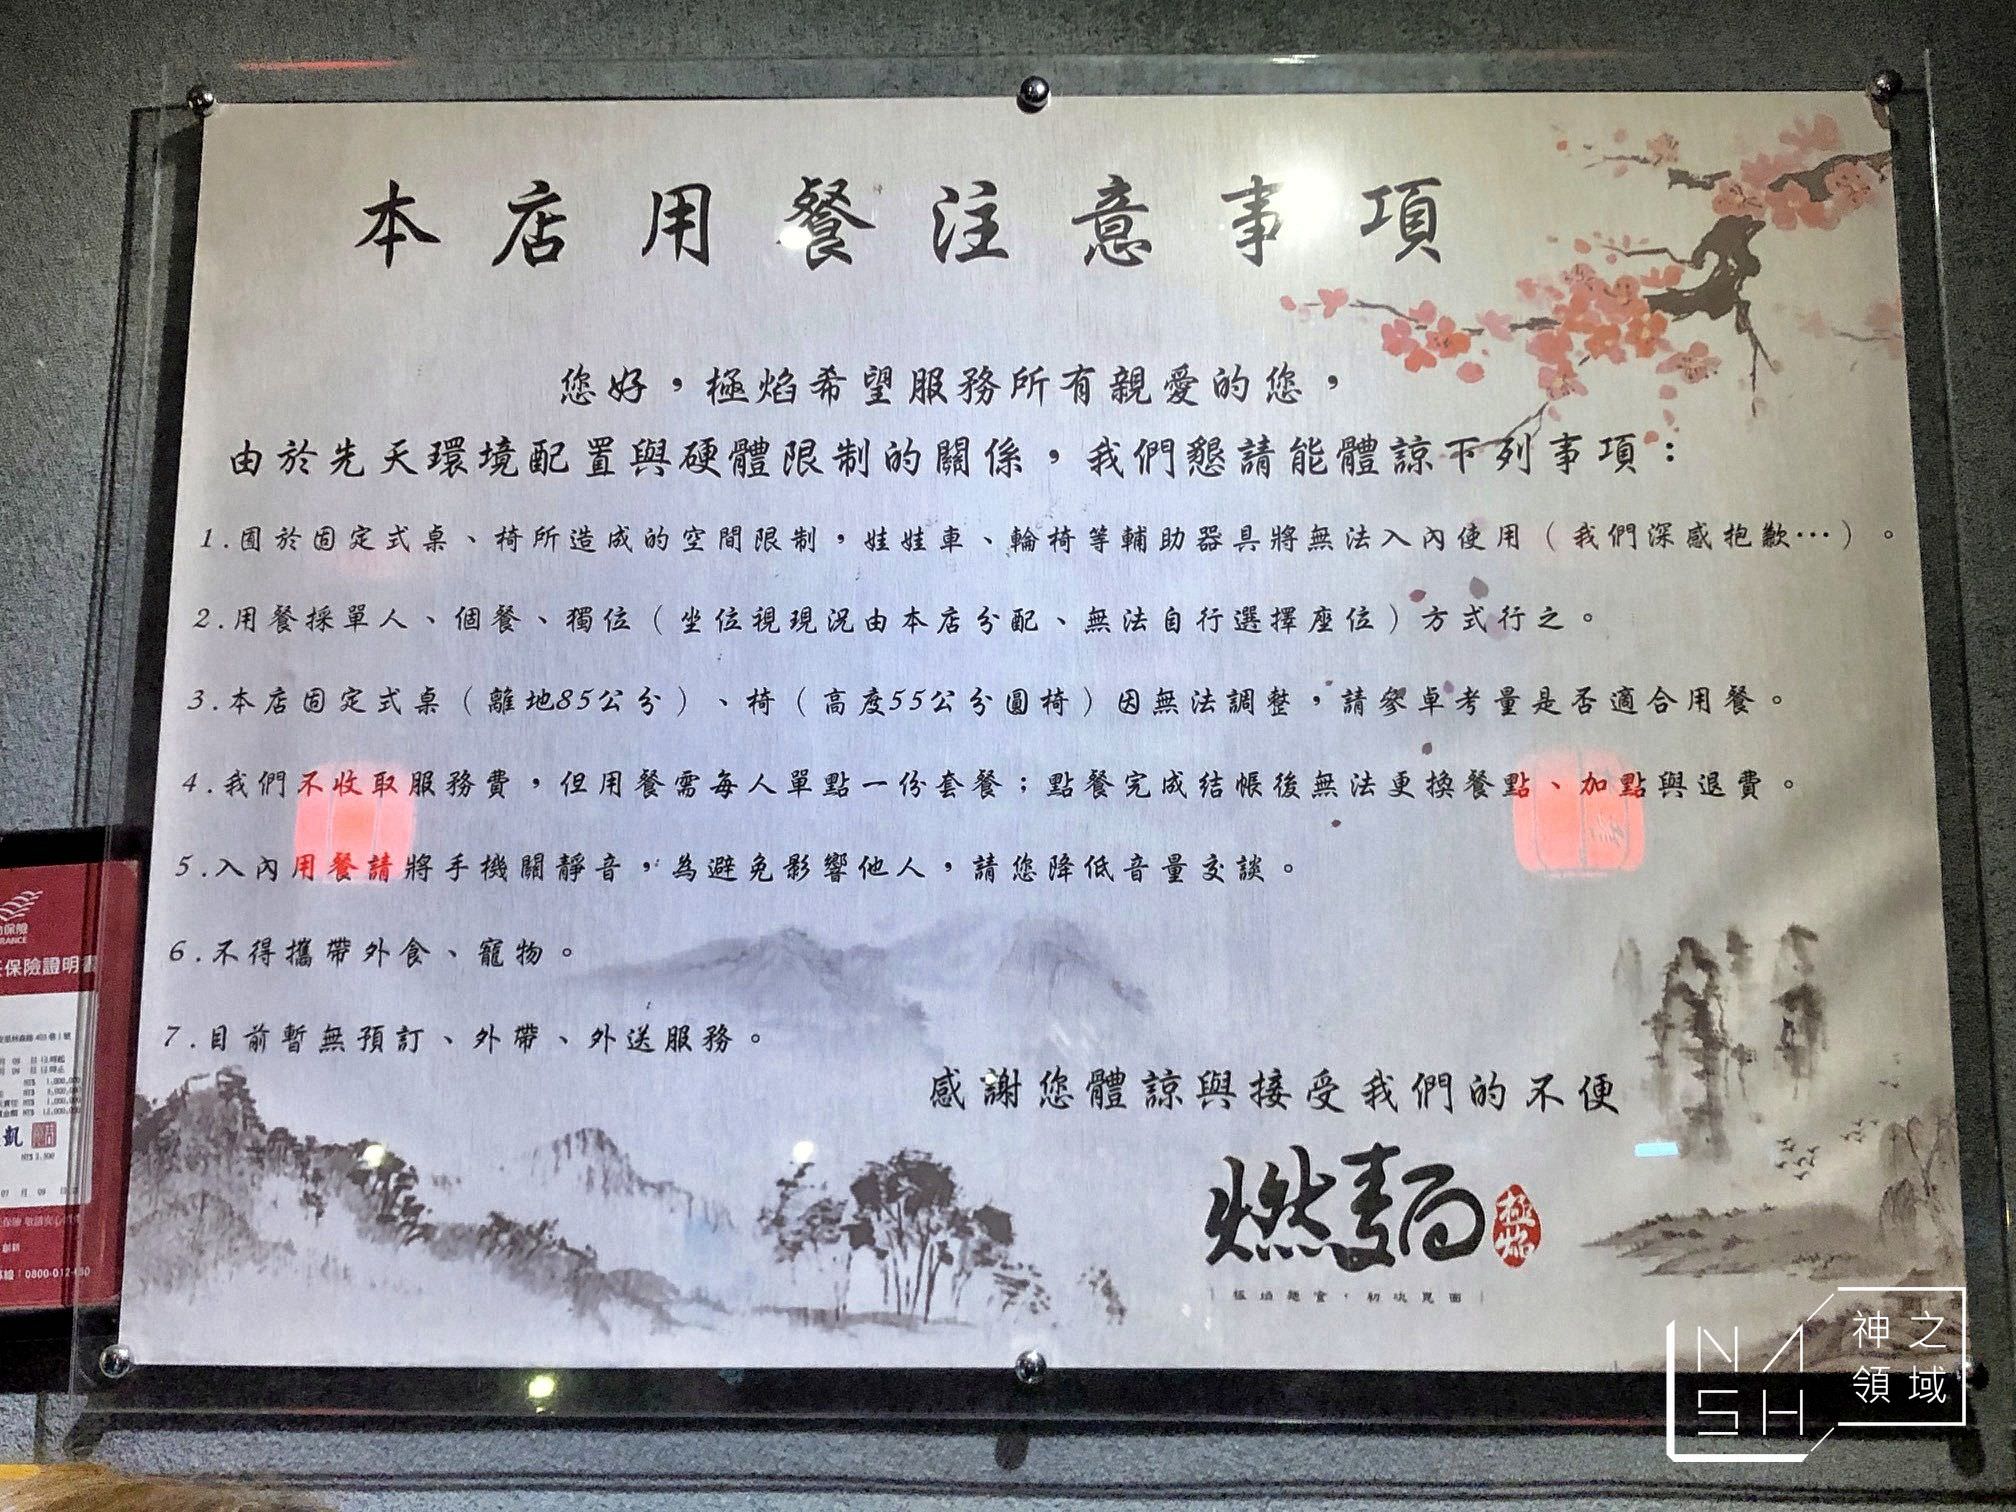 本店用餐注意事項
您好，極焰希望服務所有親愛的您，
由於先天環境配置與硬體限制的關係，我們懇請能體諒下列事項：
1.囿於固定式桌、椅所造成的空間限制，娃娃車、輪椅等輔助器具將無法入內使用（我們深感抱歉…）。
2.用餐採單人、個餐、獨位（坐位視現況由本店分配、無法自行選擇座位）方式行之。
3.本店固定式桌（離地85公分）、椅（高度55公分圓椅）因無法調整，請參卓考量是否適合用餐。
4.我們不收取服務費，但用餐需每人單點一份套餐；點餐完成結帳後無法更換餐點、加點與退費。
5.入內用餐請將手機關靜音，為避免影響他人，請您降低音量交談。
6.不得攜帶外食、寵物。
7.目前暫無預訂、外帶、外送服務。
感謝您體諒與接受我們的不便
燃麵
極焰
保險證明書
0800-012-
NASH
神之
領域